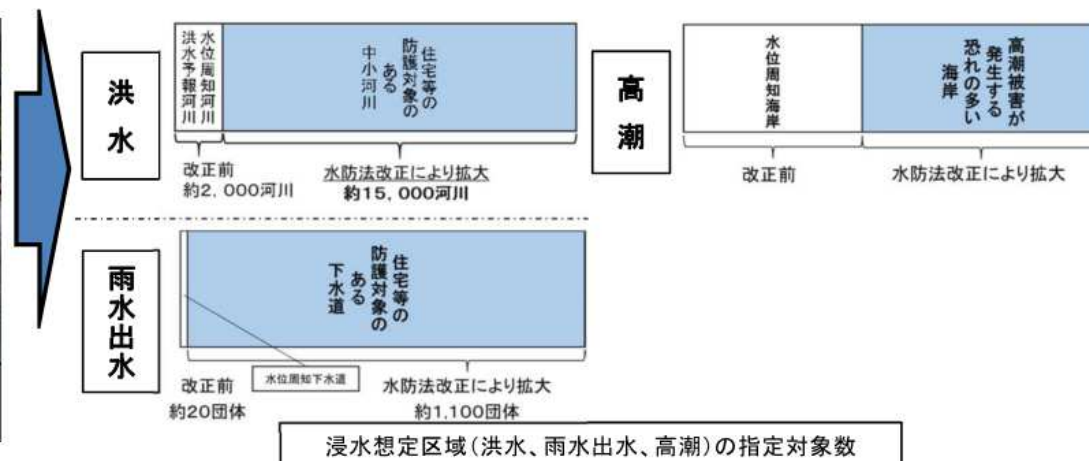 洪水
洪水予報河川
水位周知河川
住宅等の
防護対象の
ある
中小河川
改正前
約2，000河川
水防法改正により拡大
約15，000河川
高潮
水位周知海岸
高潮被害が
発生する
恐れの多い
海岸
改正前
水防法改正により拡大
雨水出水
住宅等の
防護対象の
ある
下水道
水位周知下水道
改正前
約20団体
水防法改正により拡大
約1,100団体
浸水想定区域(洪水、雨水出水、高潮)の指定対象数